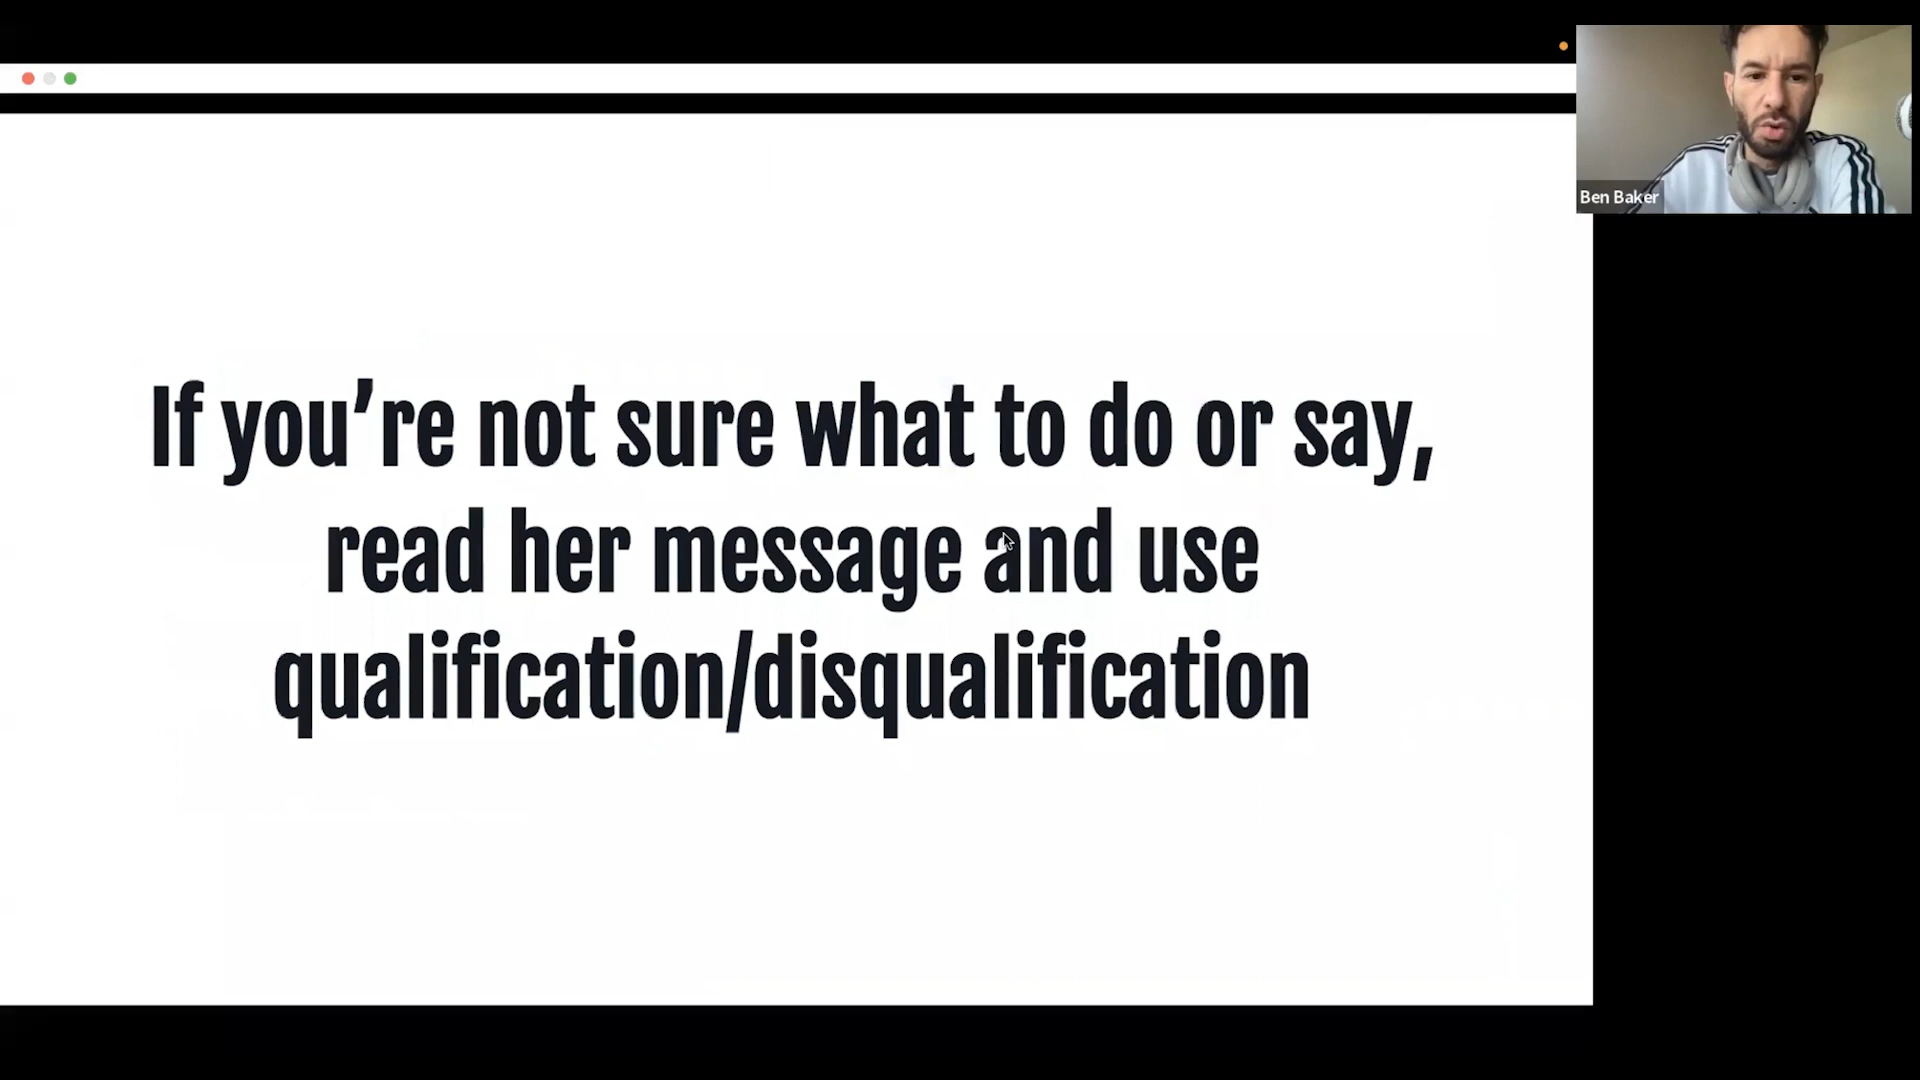 Ben Baker
If you’re not sure what to do or say,
read her message and use
qualification/disqualification